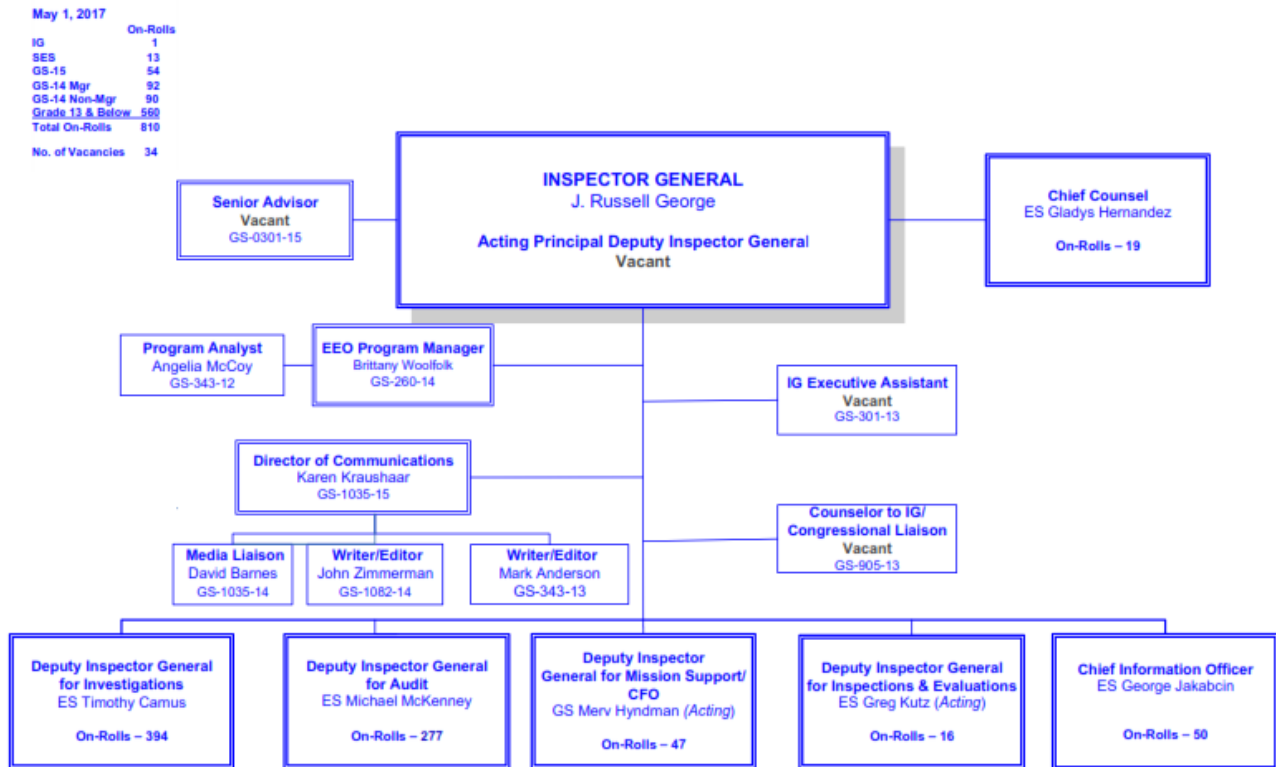 May 1, 2017
On-Rolls
IG 1
SES 13
GS-15 54
GS-14 Mgr 92
GS-14 Non-Mgr 90
Grade 13 & Below 560
Total On-Rolls 810
No. of Vacancies 34
INSPECTOR GENERAL
J. Russell George
Acting Principal Deputy Inspector General
Vacant
Senior Advisor
Vacant
GS-0301-15
Chief Counsel
ES Gladys Hernandez
On-Rolls – 19
Program Analyst
Angelia McCoy
GS-343-12
EEO Program Manager
Brittany Woolfolk
GS-260-14
IG Executive Assistant
Vacant
GS-301-13
Director of Communications
Karen Kraushaar
GS-1035-15
Counselor to IG/
Congressional Liaison
Vacant
GS-905-13
Media Liaison
David Barnes
GS-1035-14
Writer/Editor
John Zimmerman
GS-1082-14
Writer/Editor
Mark Anderson
GS-343-13
Deputy Inspector General
for Investigations
ES Timothy Camus
On-Rolls – 394
Deputy Inspector General
for Audit
ES Michael McKenney
On-Rolls – 277
Deputy Inspector
General for Mission Support/
CFO
GS Merv Hyndman (Acting)
On-Rolls – 47
Deputy Inspector General
for Inspections & Evaluations
ES Greg Kutz (Acting)
On-Rolls – 16
Chief Information Officer
ES George Jakabcin
On-Rolls – 50